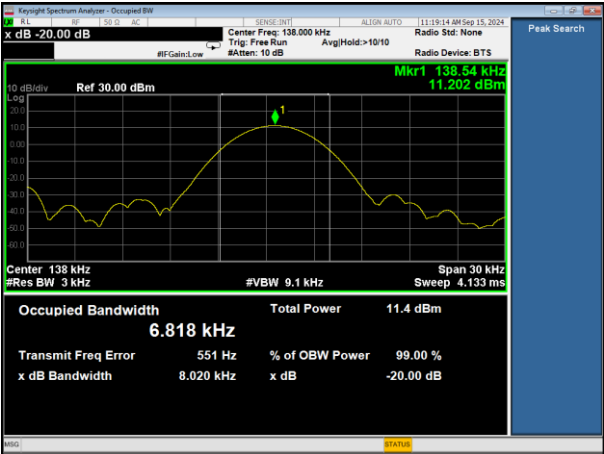 Keysight Spectrum Analyzer - Occupied BW
RL RF 50 Ω AC SENSE:INT ALIGN AUTO 11:19:14 AM Sep 15, 2024
x dB -20.00 dB Center Freq: 138.000 kHz Radio Std: None Peak Search
Trig: Free Run Avg|Hold:>10/10
#IFGain:Low #Atten: 10 dB Radio Device: BTS
Mkr1 138.54 kHz
10 dB/div Ref 30.00 dBm 11.202 dBm
Log
20.0
10.0
0.00
-10.0
-20.0
-30.0
-40.0
-50.0
-60.0
1
Center 138 kHz Span 30 kHz
#Res BW 3 kHz #VBW 9.1 kHz Sweep 4.133 ms
Occupied Bandwidth Total Power 11.4 dBm
6.818 kHz
Transmit Freq Error 551 Hz % of OBW Power 99.00 %
x dB Bandwidth 8.020 kHz x dB -20.00 dB
MSG STATUS